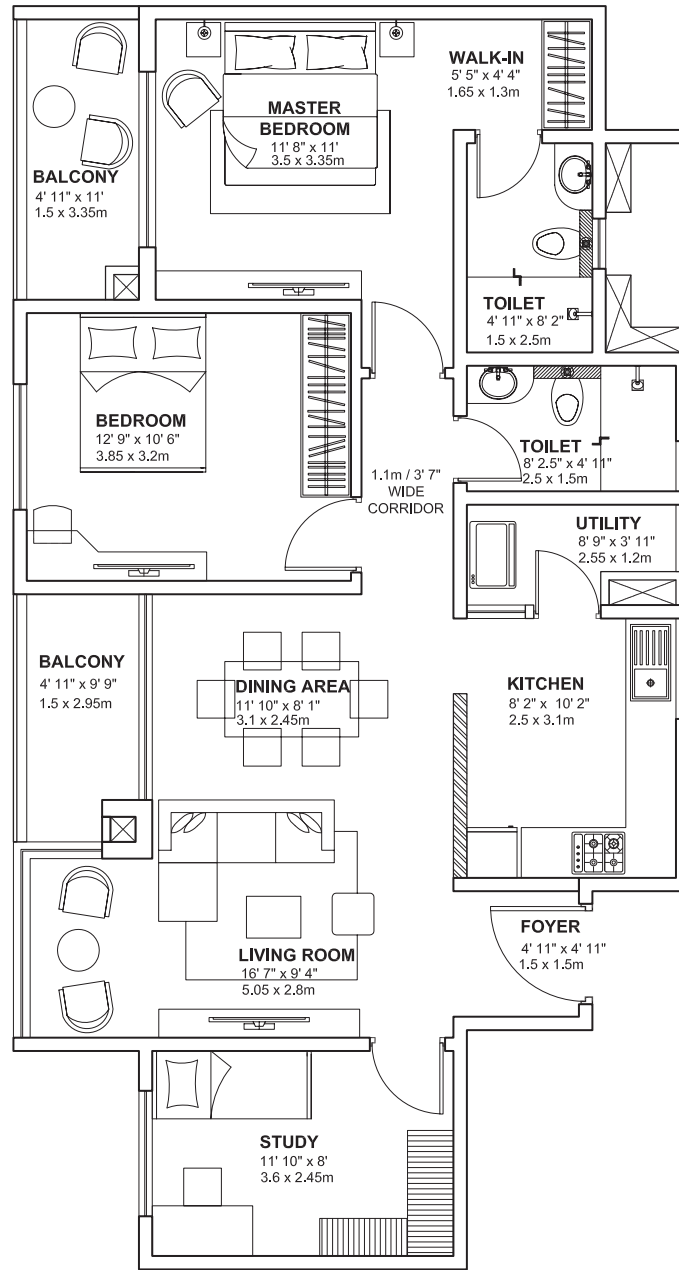 WALK-IN
5' 5" x 4' 4"
1.65 x 1.3m
MASTER
BEDROOM
11' 8" x 11'
3.5 x 3.35m
BALCONY
4' 11" x 11'
1.5 x 3.35m
TOILET
4' 11" x 8' 2"
1.5 x 2.5m
BEDROOM
12' 9" x 10' 6"
3.85 x 3.2m
TOILET
8' 2.5" x 4' 11"
2.5 x 1.5m
1.1m / 3' 7"
WIDE
CORRIDOR
UTILITY
8' 9" x 3' 11"
2.55 x 1.2m
BALCONY
4' 11" x 9' 9"
1.5 x 2.95m
DINING AREA
11' 10" x 8' 1"
3.1 x 2.45m
KITCHEN
8' 2" x 10' 2"
2.5 x 3.1m
FOYER
4' 11" x 4' 11"
1.5 x 1.5m
LIVING ROOM
16' 7" x 9' 4"
5.05 x 2.8m
STUDY
11' 10" x 8'
3.6 x 2.45m